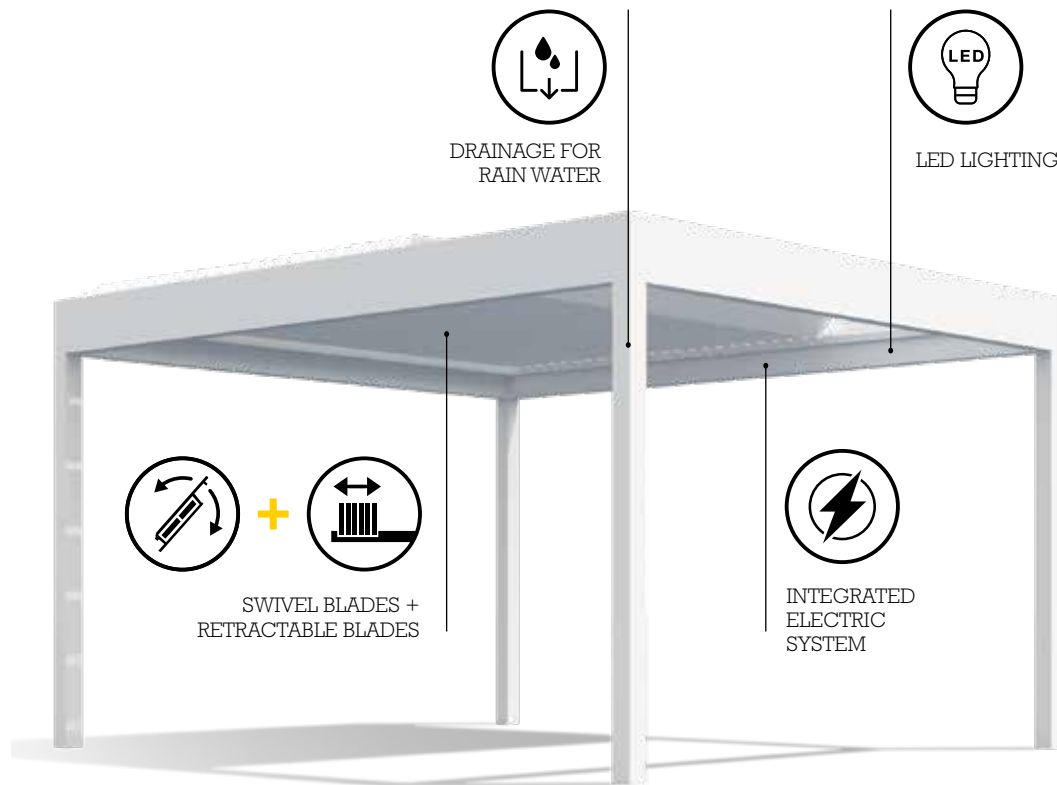 DRAINAGE FOR
RAIN WATER
LED
LED LIGHTING
SWIVEL BLADES +
RETRACTABLE BLADES
INTEGRATED
ELECTRIC
SYSTEM